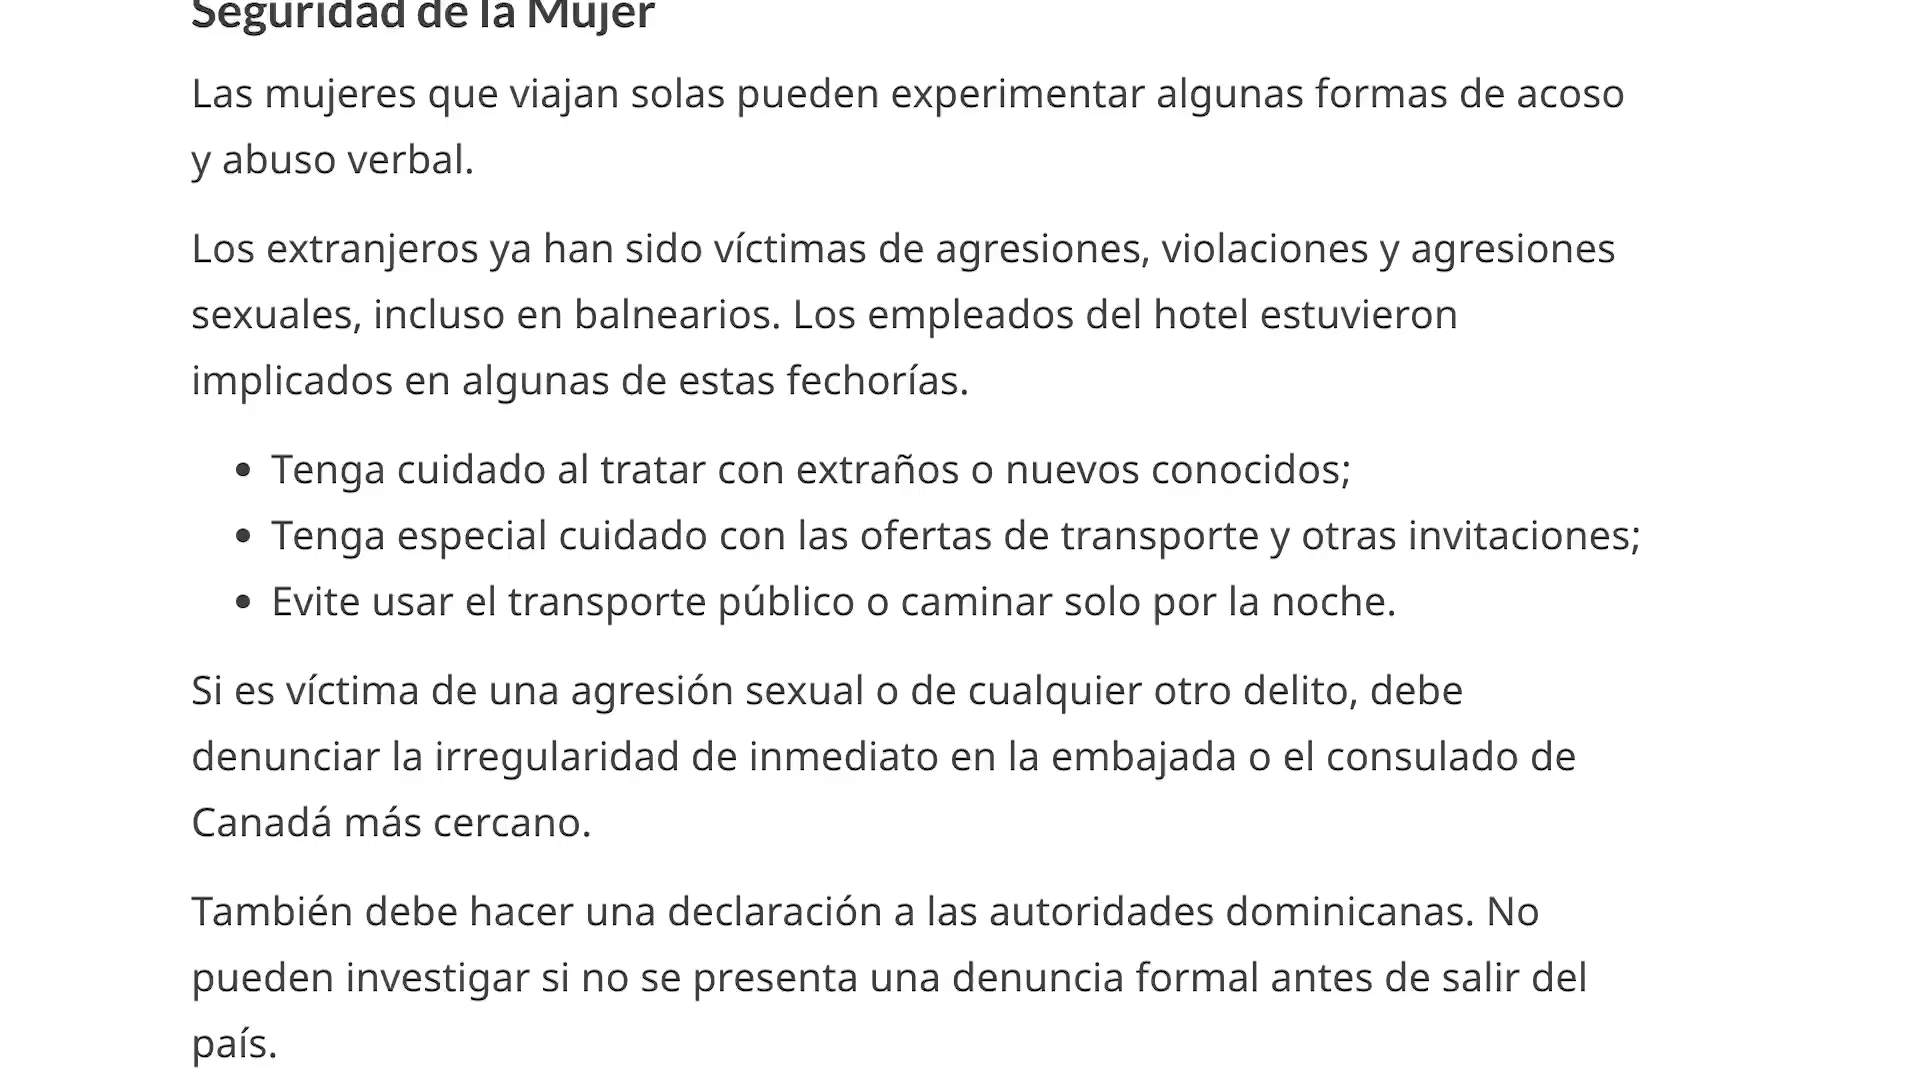 Seguridad de la Mujer
Las mujeres que viajan solas pueden experimentar algunas formas de acoso
y abuso verbal.
Los extranjeros ya han sido víctimas de agresiones, violaciones y agresiones
sexuales, incluso en balnearios. Los empleados del hotel estuvieron
implicados en algunas de estas fechorías.
• Tenga cuidado al tratar con extraños o nuevos conocidos;
• Tenga especial cuidado con las ofertas de transporte y otras invitaciones;
• Evite usar el transporte público o caminar solo por la noche.
Si es víctima de una agresión sexual o de cualquier otro delito, debe
denunciar la irregularidad de inmediato en la embajada o el consulado de
Canadá más cercano.
También debe hacer una declaración a las autoridades dominicanas. No
pueden investigar si no se presenta una denuncia formal antes de salir del
país.